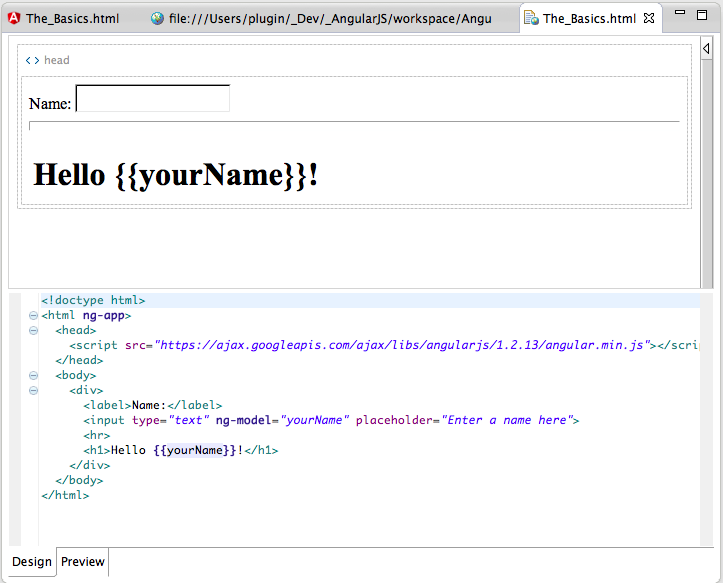 The_Basics.html file:///Users/plugin/_Dev/_AngularJS/workspace/Angu The_Basics.html
<> head
Name:
Hello {{yourName}}!
<!doctype html>
<html ng-app>
<head>
<script src="https://ajax.googleapis.com/ajax/libs/angularjs/1.2.13/angular.min.js"></scri
</head>
<body>
<div>
<label>Name:</label>
<input type="text" ng-model="yourName" placeholder="Enter a name here">
<hr>
<h1>Hello {{yourName}}!</h1>
</div>
</body>
</html>
Design Preview